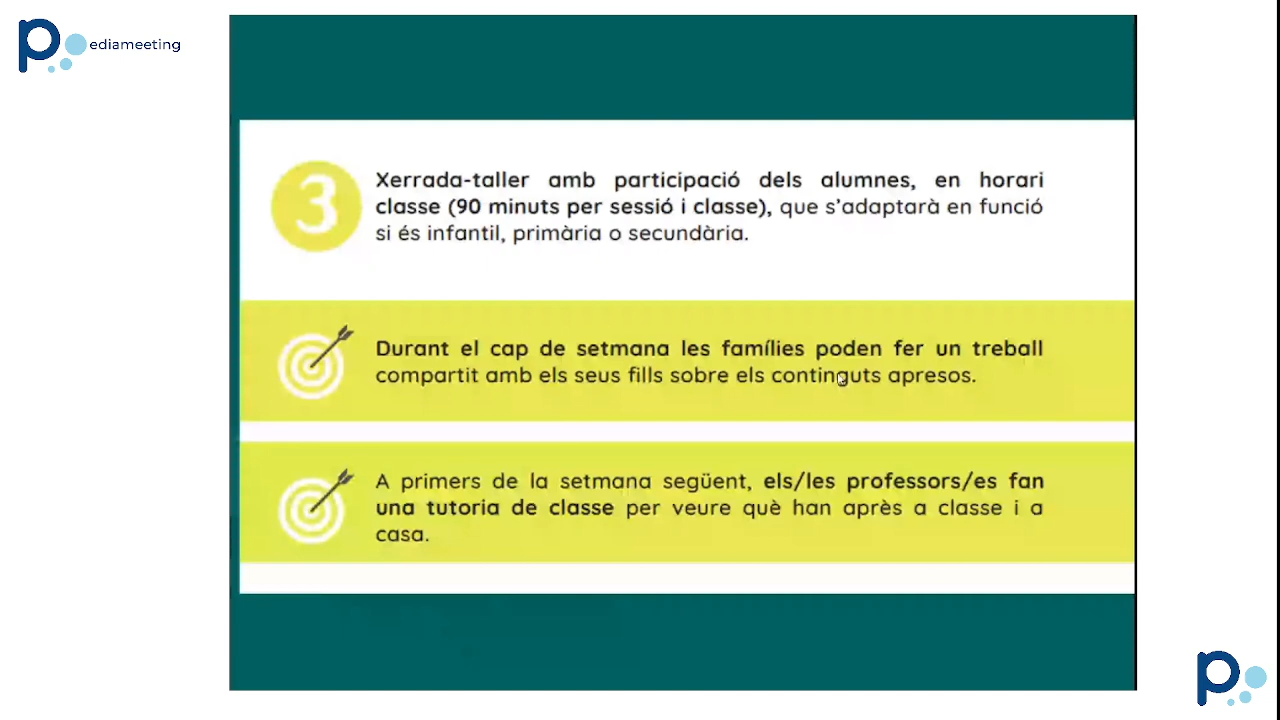 ediameeting
3
Xerrada-taller amb participació dels alumnes, en horari
classe (90 minuts per sessió i classe), que s'adaptarà en funció
si és infantil, primària o secundària.
Durant el cap de setmana les famílies poden fer un treball
compartit amb els seus fills sobre els continguts apresos.
A primers de la setmana següent, els/les professors/es fan
una tutoria de classe per veure què han après a classe i a
casa.